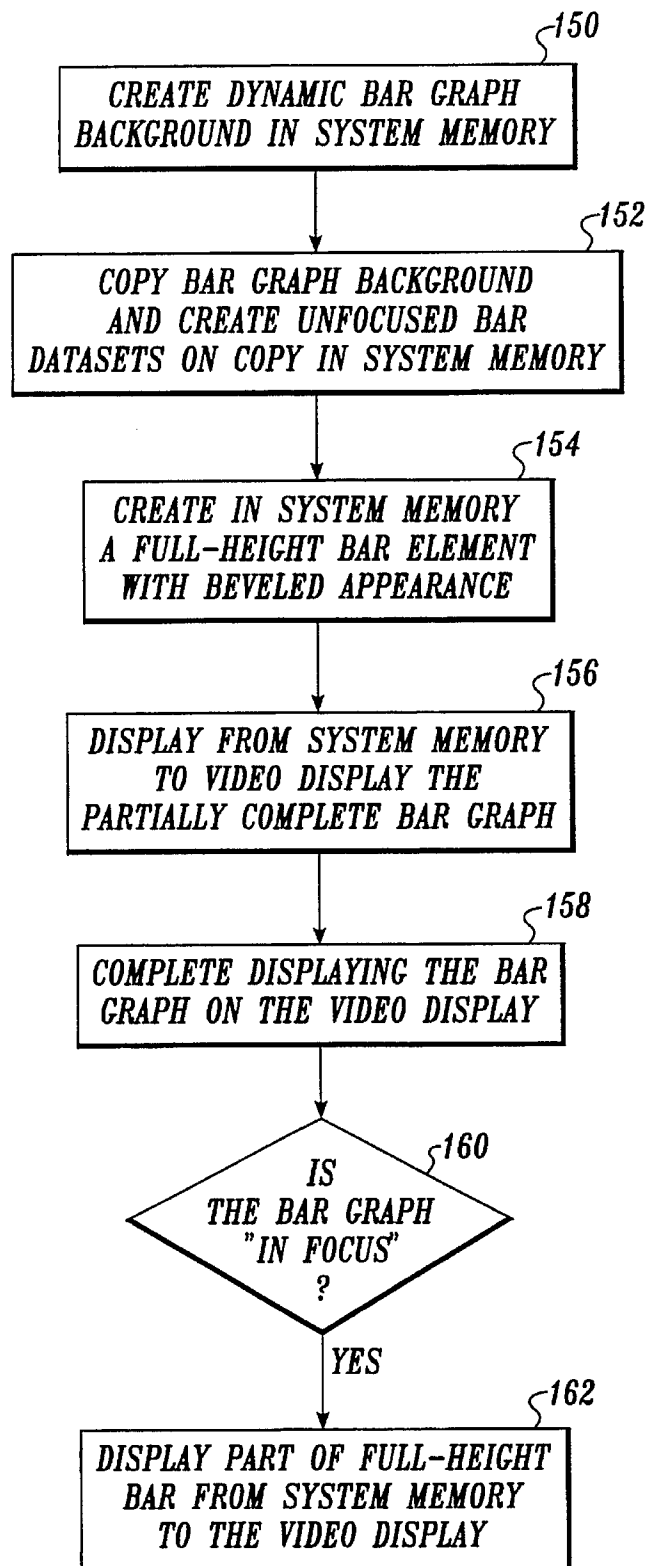 150
CREATE DYNAMIC BAR GRAPH
BACKGROUND IN SYSTEM MEMORY
152
COPY BAR GRAPH BACKGROUND
AND CREATE UNFOCUSED BAR
DATASETS ON COPY IN SYSTEM MEMORY
154
CREATE IN SYSTEM MEMORY
A FULL-HEIGHT BAR ELEMENT
WITH BEVELED APPEARANCE
156
DISPLAY FROM SYSTEM MEMORY
TO VIDEO DISPLAY THE
PARTIALLY COMPLETE BAR GRAPH
158
COMPLETE DISPLAYING THE BAR
GRAPH ON THE VIDEO DISPLAY
160
IS
THE BAR GRAPH
"IN FOCUS"
?
YES
162
DISPLAY PART OF FULL-HEIGHT
BAR FROM SYSTEM MEMORY
TO THE VIDEO DISPLAY